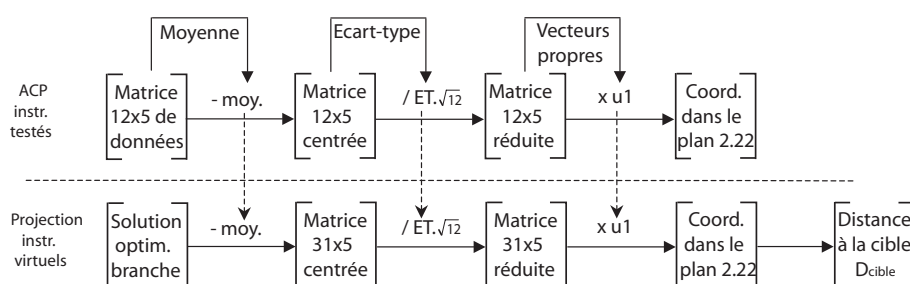 Moyenne
Ecart-type
Vecteurs
propres
ACP
instr.
testés
Matrice
12x5 de
données
- moy.
Matrice
12x5
centrée
/ ET.√12
Matrice
12x5
réduite
x u1
Coord.
dans le
plan 2.22
Projection
instr.
virtuels
Solution
optim.
branche
- moy.
Matrice
31x5
centrée
/ ET.√12
Matrice
31x5
réduite
x u1
Coord.
dans le
plan 2.22
Distance
à la cible
Dcible